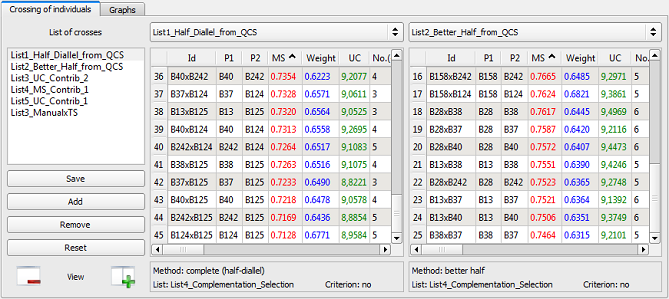 Crossing of individuals Graphs
List of crosses
List1_Half_Diallel_from_QCS
List2_Better_Half_from_QCS
List3_UC_Contrib_2
List4_MS_Contrib_1
List5_UC_Contrib_1
List3_ManualxTS
Save
Add
Remove
Reset
View
List1_Half_Diallel_from_QCS
Id P1 P2 MS Weight UC No.(
36 B40xB242 B40 B242 0.7354 0.6223 9,2077 4
37 B37xB124 B37 B124 0.7328 0.6571 9,0611 3
38 B13xB125 B13 B125 0.7320 0.6564 9,0525 3
39 B40xB124 B40 B124 0.7313 0.6558 9,2695 4
40 B242xB124 B242 B124 0.7264 0.6517 9,1083 5
41 B38xB125 B38 B125 0.7263 0.6516 9,1075 4
42 B37xB125 B37 B125 0.7233 0.6490 8,8221 3
43 B40xB125 B40 B125 0.7218 0.6478 9,0578 4
44 B242xB125 B242 B125 0.7169 0.6436 8,8854 5
45 B124xB125 B124 B125 0.7128 0.6771 8,9584 5
Method: complete (half-diallel)
List: List4_Complementation_Selection Criterion: no
List2_Better_Half_from_QCS
Id P1 P2 MS Weight UC No.
16 B158xB242 B158 B242 0.7665 0.6485 9,2971 5
17 B158xB124 B158 B124 0.7624 0.6821 9,3861 5
18 B28xB38 B28 B38 0.7617 0.6445 9,4969 6
19 B28xB37 B28 B37 0.7587 0.6420 9,2116 6
20 B28xB40 B28 B40 0.7572 0.6407 9,4473 6
21 B13xB38 B13 B38 0.7551 0.6390 9,4246 5
22 B28xB242 B28 B242 0.7523 0.6365 9,2748 5
23 B13xB37 B13 B37 0.7521 0.6364 9,1392 6
24 B13xB40 B13 B40 0.7506 0.6351 9,3749 6
25 B38xB37 B38 B37 0.7464 0.6315 9,2101 5
Method: better half
List: List4_Complementation_Selection Criterion: no